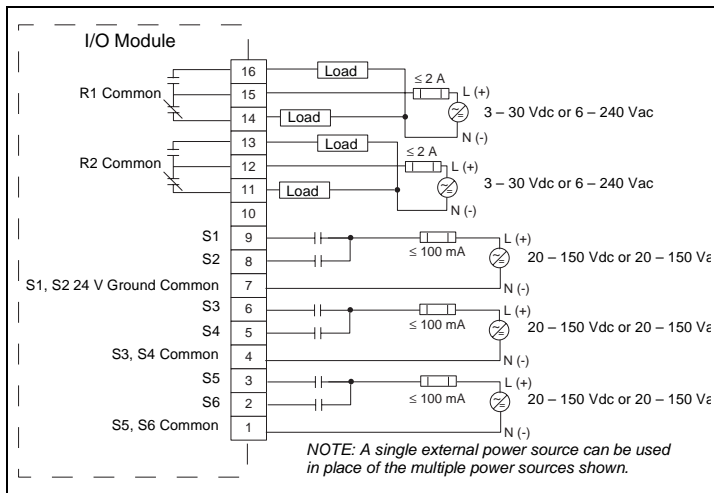 I/O Module
16 Load
≤ 2 A
R1 Common 15 L (+)
3 – 30 Vdc or 6 – 240 Vac
14 Load
N (-)
13 Load
≤ 2 A
R2 Common 12 L (+)
3 – 30 Vdc or 6 – 240 Vac
11 Load
N (-)
10
S1 9 L (+)
S2 8 ≤ 100 mA 20 – 150 Vdc or 20 – 150 Va
S1, S2 24 V Ground Common 7 N (-)
S3 6 L (+)
S4 5 ≤ 100 mA 20 – 150 Vdc or 20 – 150 Va
S3, S4 Common 4 N (-)
S5 3 L (+)
S6 2 ≤ 100 mA 20 – 150 Vdc or 20 – 150 Va
S5, S6 Common 1 N (-)
NOTE: A single external power source can be used
in place of the multiple power sources shown.